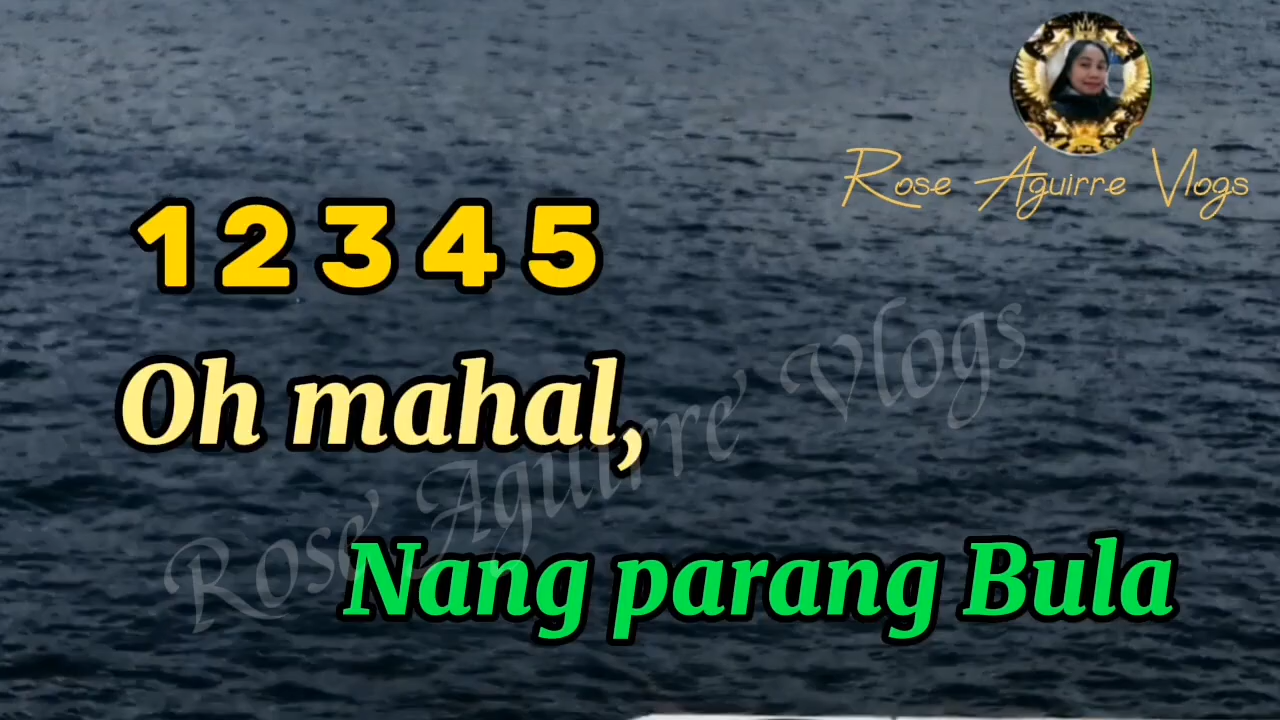 Rose Aguirre Vlogs
1 2 3 4 5
Oh mahal,
Rose Aguirre Vlogs
Nang parang Bula